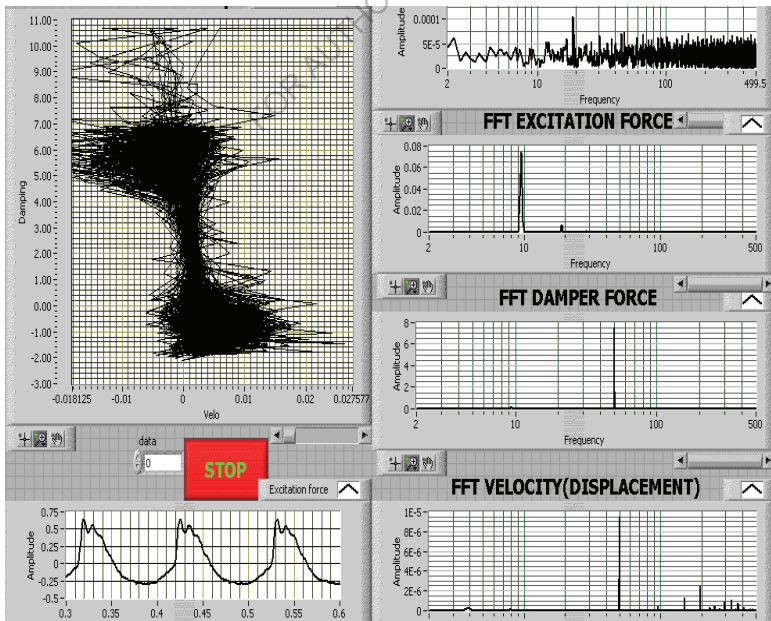 11.00
10.00
9.00
8.00
7.00
6.00
5.00
4.00
3.00
2.00
1.00
0.00
-1.00
-2.00
-3.00
Damping
-0.018125
-0.01
0
0.01
0.02
0.027577
Velo
data
0
STOP
Excitation force
0.75
0.5
0.25
0
-0.25
-0.5
Amplitude
0.3
0.35
0.4
0.45
0.5
0.55
0.6
FOR AUTHO
0.0001
5E-5
0
Amplitude
2
10
100
499.5
Frequency
FFT EXCITATION FORCE
0.08
0.06
0.04
0.02
0
Amplitude
2
10
100
500
Frequency
FFT DAMPER FORCE
8
6
4
2
0
Amplitude
2
10
100
500
Frequency
FFT VELOCITY(DISPLACEMENT)
1E-5
8E-6
6E-6
4E-6
2E-6
0
Amplitude